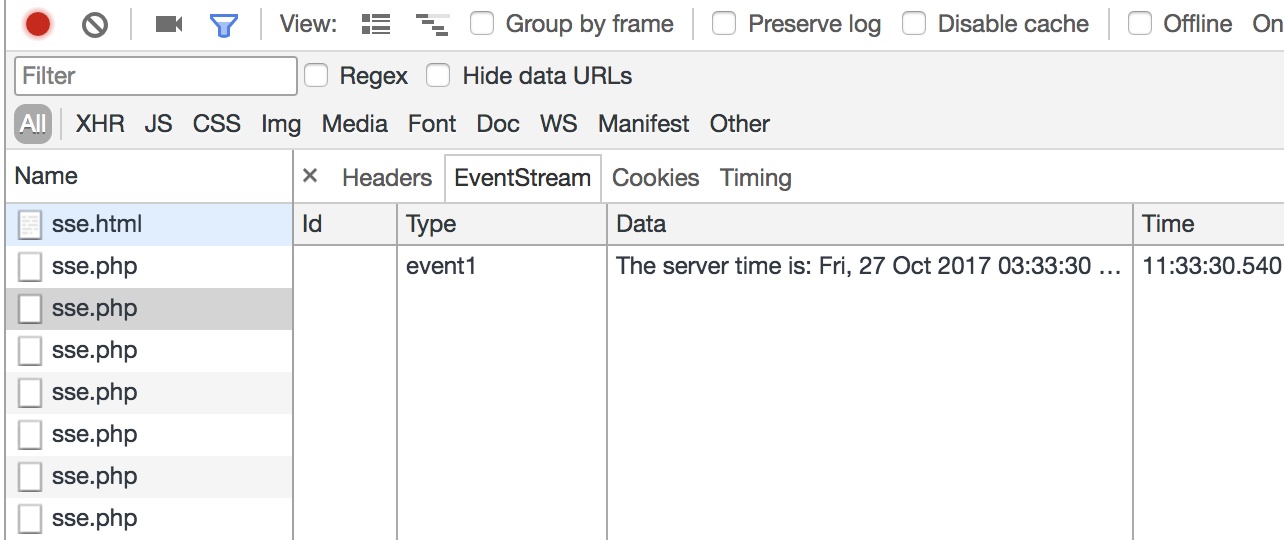 View: Group by frame Preserve log Disable cache Offline On
Filter Regex Hide data URLs
All XHR JS CSS Img Media Font Doc WS Manifest Other
Name × Headers EventStream Cookies Timing
sse.html Id Type Data Time
sse.php event1 The server time is: Fri, 27 Oct 2017 03:33:30 … 11:33:30.540
sse.php
sse.php
sse.php
sse.php
sse.php
sse.php